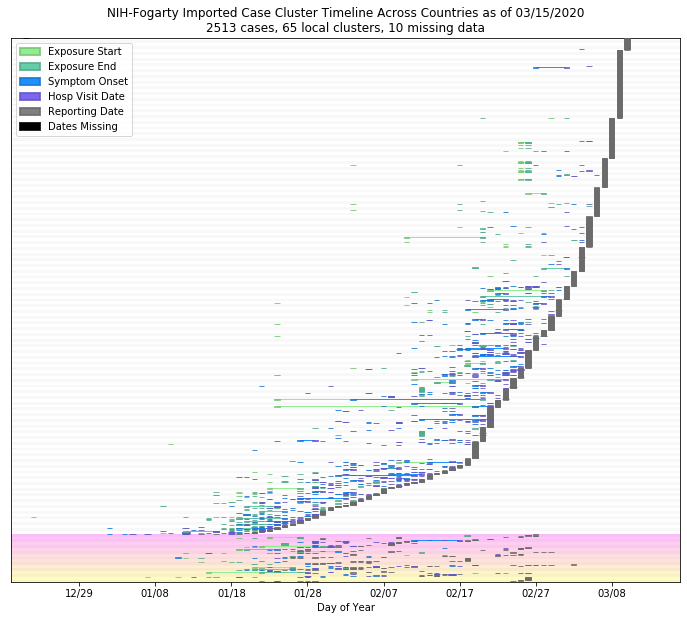 NIH-Fogarty Imported Case Cluster Timeline Across Countries as of 03/15/2020
2513 cases, 65 local clusters, 10 missing data
Exposure Start
Exposure End
Symptom Onset
Hosp Visit Date
Reporting Date
Dates Missing
12/29 01/08 01/18 01/28 02/07 02/17 02/27 03/08
Day of Year